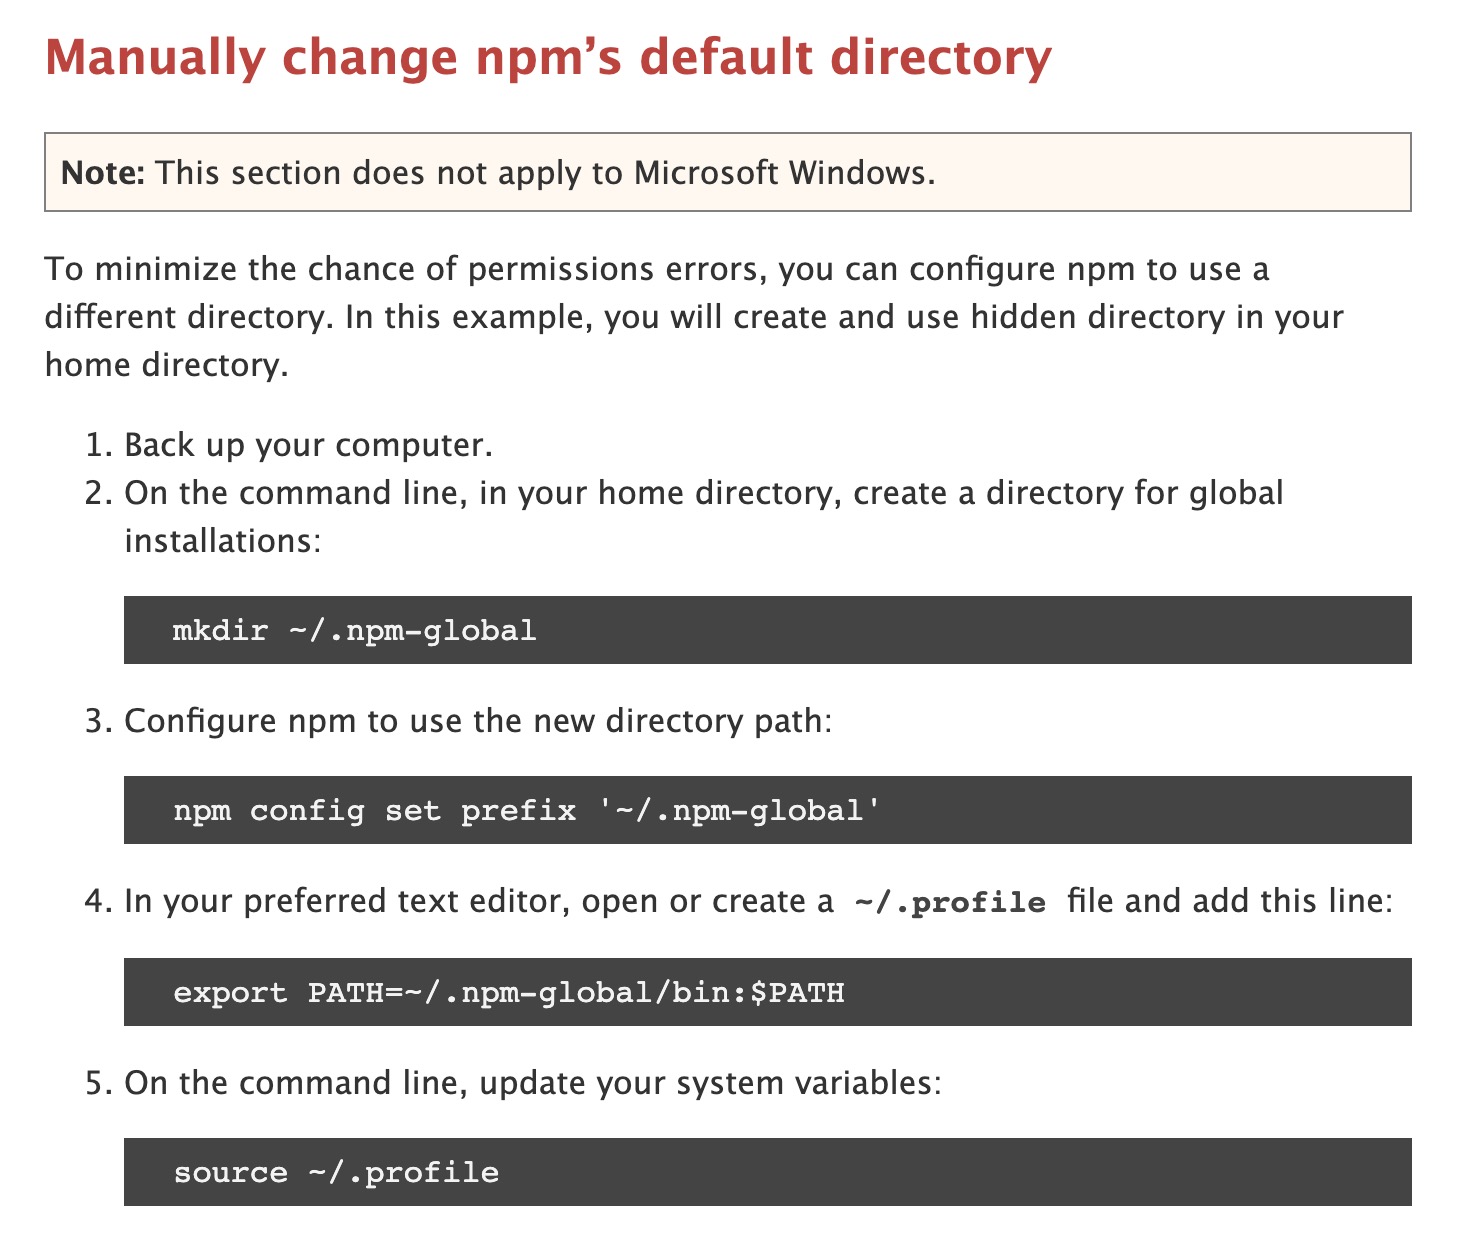 Manually change npm’s default directory
Note: This section does not apply to Microsoft Windows.
To minimize the chance of permissions errors, you can configure npm to use a
different directory. In this example, you will create and use hidden directory in your
home directory.
1. Back up your computer.
2. On the command line, in your home directory, create a directory for global
installations:
mkdir ~/.npm-global
3. Configure npm to use the new directory path:
npm config set prefix '~/.npm-global'
4. In your preferred text editor, open or create a ~/.profile file and add this line:
export PATH=~/.npm-global/bin:$PATH
5. On the command line, update your system variables:
source ~/.profile